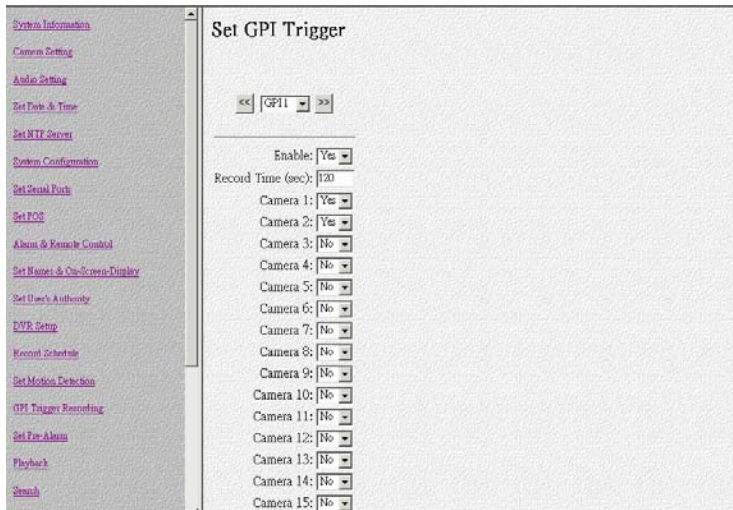 System Information
Camera Setting
Audio Setting
Set Date & Time
Set NTP Server
System Configuration
Set Serial Ports
Set POS
Alarm & Remote Control
Set Names & On-Screen-Display
Set User's Authority
DVR Setup
Record Schedule
Set Motion Detection
GPI Trigger Recording
Set Pre-Alarm
Playback
Search
Set GPI Trigger
<< GPI1 >>
Enable: Yes
Record Time (sec): 120
Camera 1: Yes
Camera 2: Yes
Camera 3: No
Camera 4: No
Camera 5: No
Camera 6: No
Camera 7: No
Camera 8: No
Camera 9: No
Camera 10: No
Camera 11: No
Camera 12: No
Camera 13: No
Camera 14: No
Camera 15: No